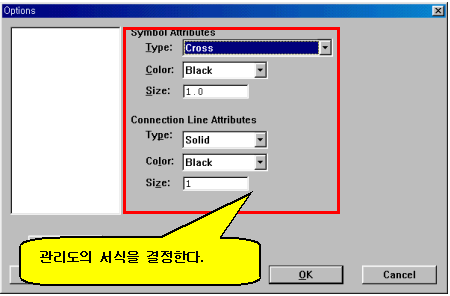 Options
Symbol Attributes
Type: Cross
Color: Black
Size: 1.0
Connection Line Attributes
Type: Solid
Color: Black
Size: 1
관리도의 서식을 결정한다.
OK
Cancel